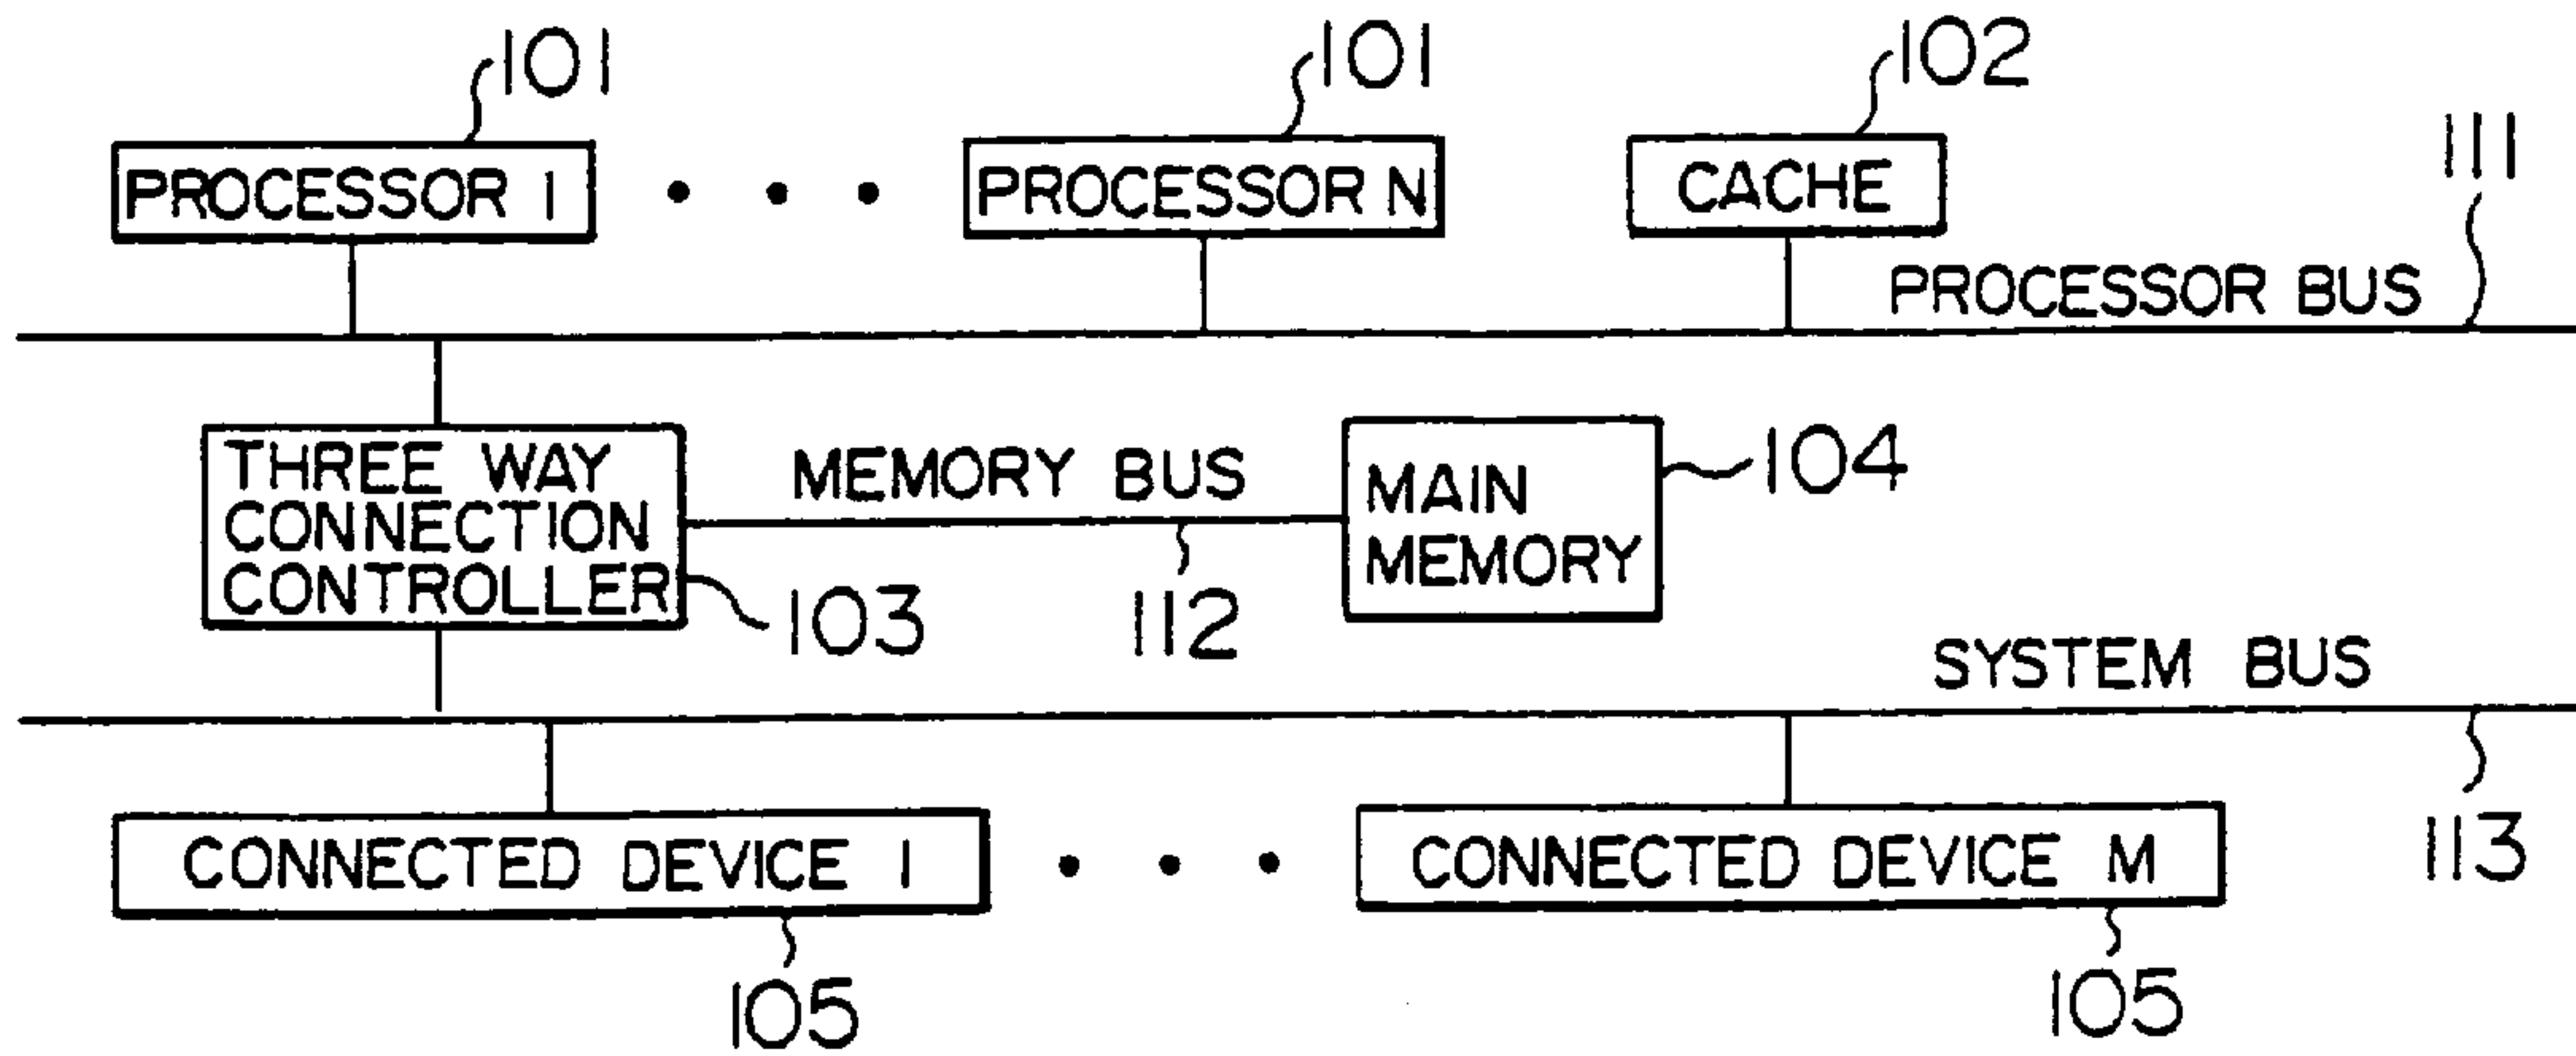 101
101
102
111
PROCESSOR 1
PROCESSOR N
CACHE
PROCESSOR BUS
THREE WAY
CONNECTION
CONTROLLER
MEMORY BUS
MAIN
MEMORY
104
103
112
SYSTEM BUS
CONNECTED DEVICE 1
CONNECTED DEVICE M
113
105
105